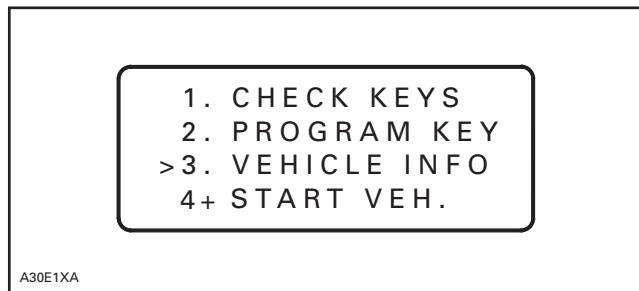 1. CHECK KEYS
2. PROGRAM KEY
>3. VEHICLE INFO
4+ START VEH.
A30E1XA